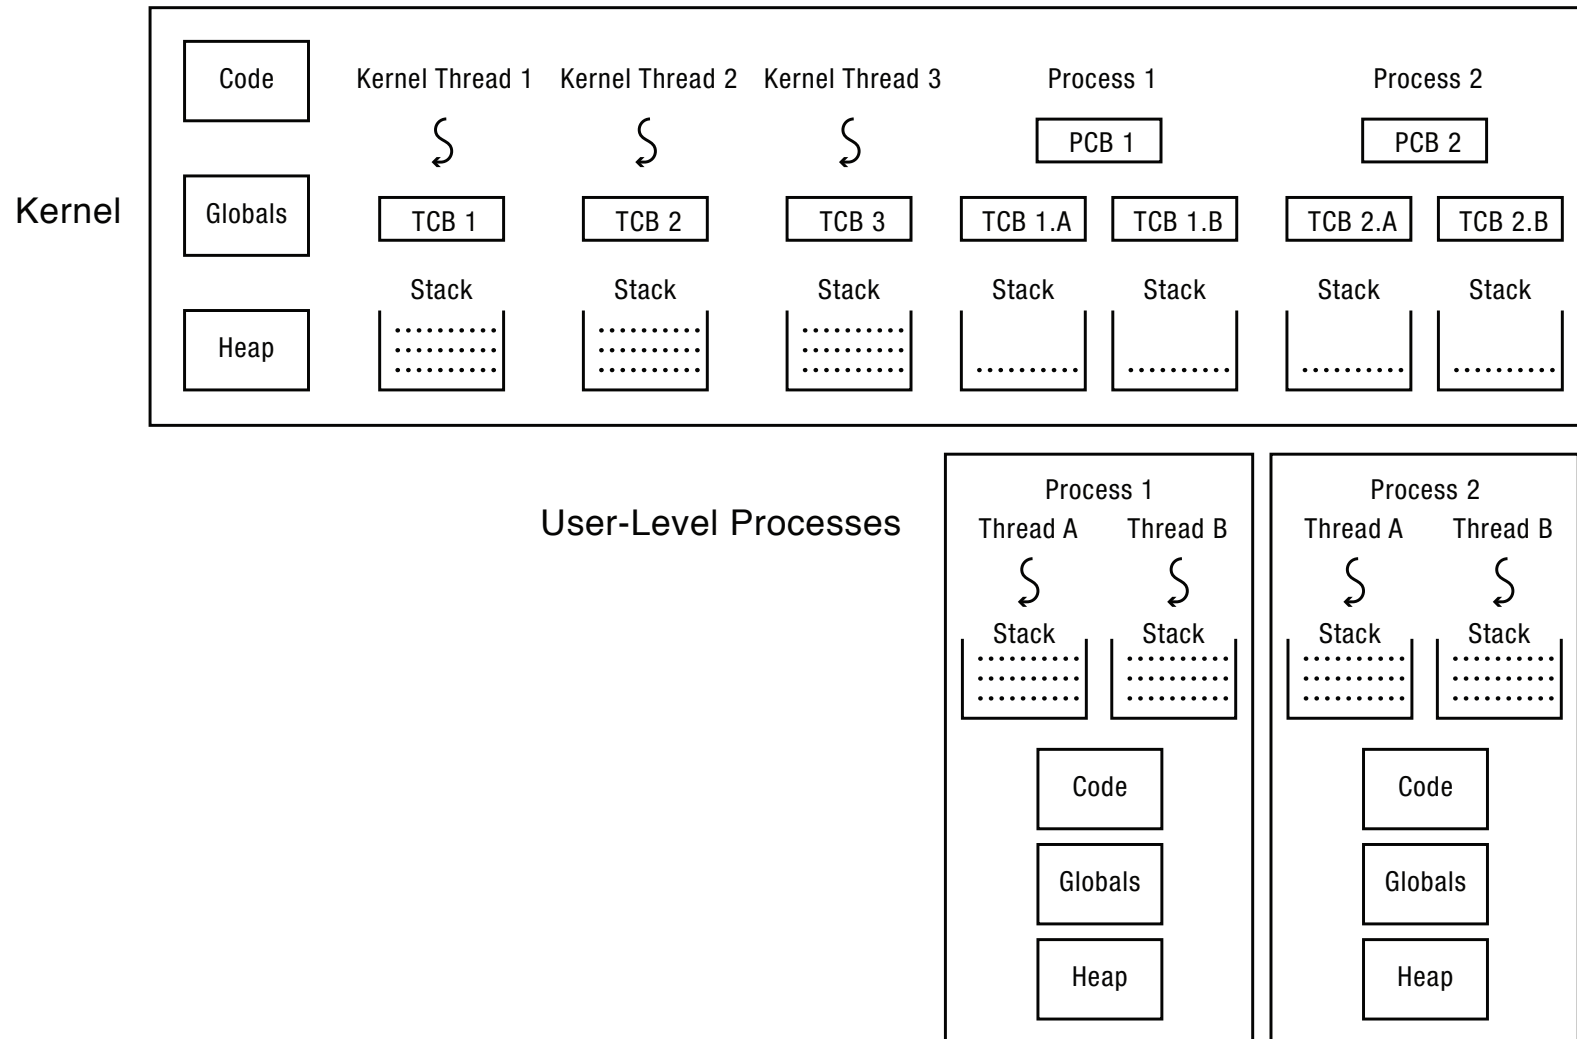 Code Kernel Thread 1 Kernel Thread 2 Kernel Thread 3 Process 1 Process 2
PCB 1 PCB 2
Kernel Globals TCB 1 TCB 2 TCB 3 TCB 1.A TCB 1.B TCB 2.A TCB 2.B
Stack Stack Stack Stack Stack Stack Stack
Heap
Process 1 Process 2
User-Level Processes Thread A Thread B Thread A Thread B
Stack Stack Stack Stack
Code Code
Globals Globals
Heap Heap